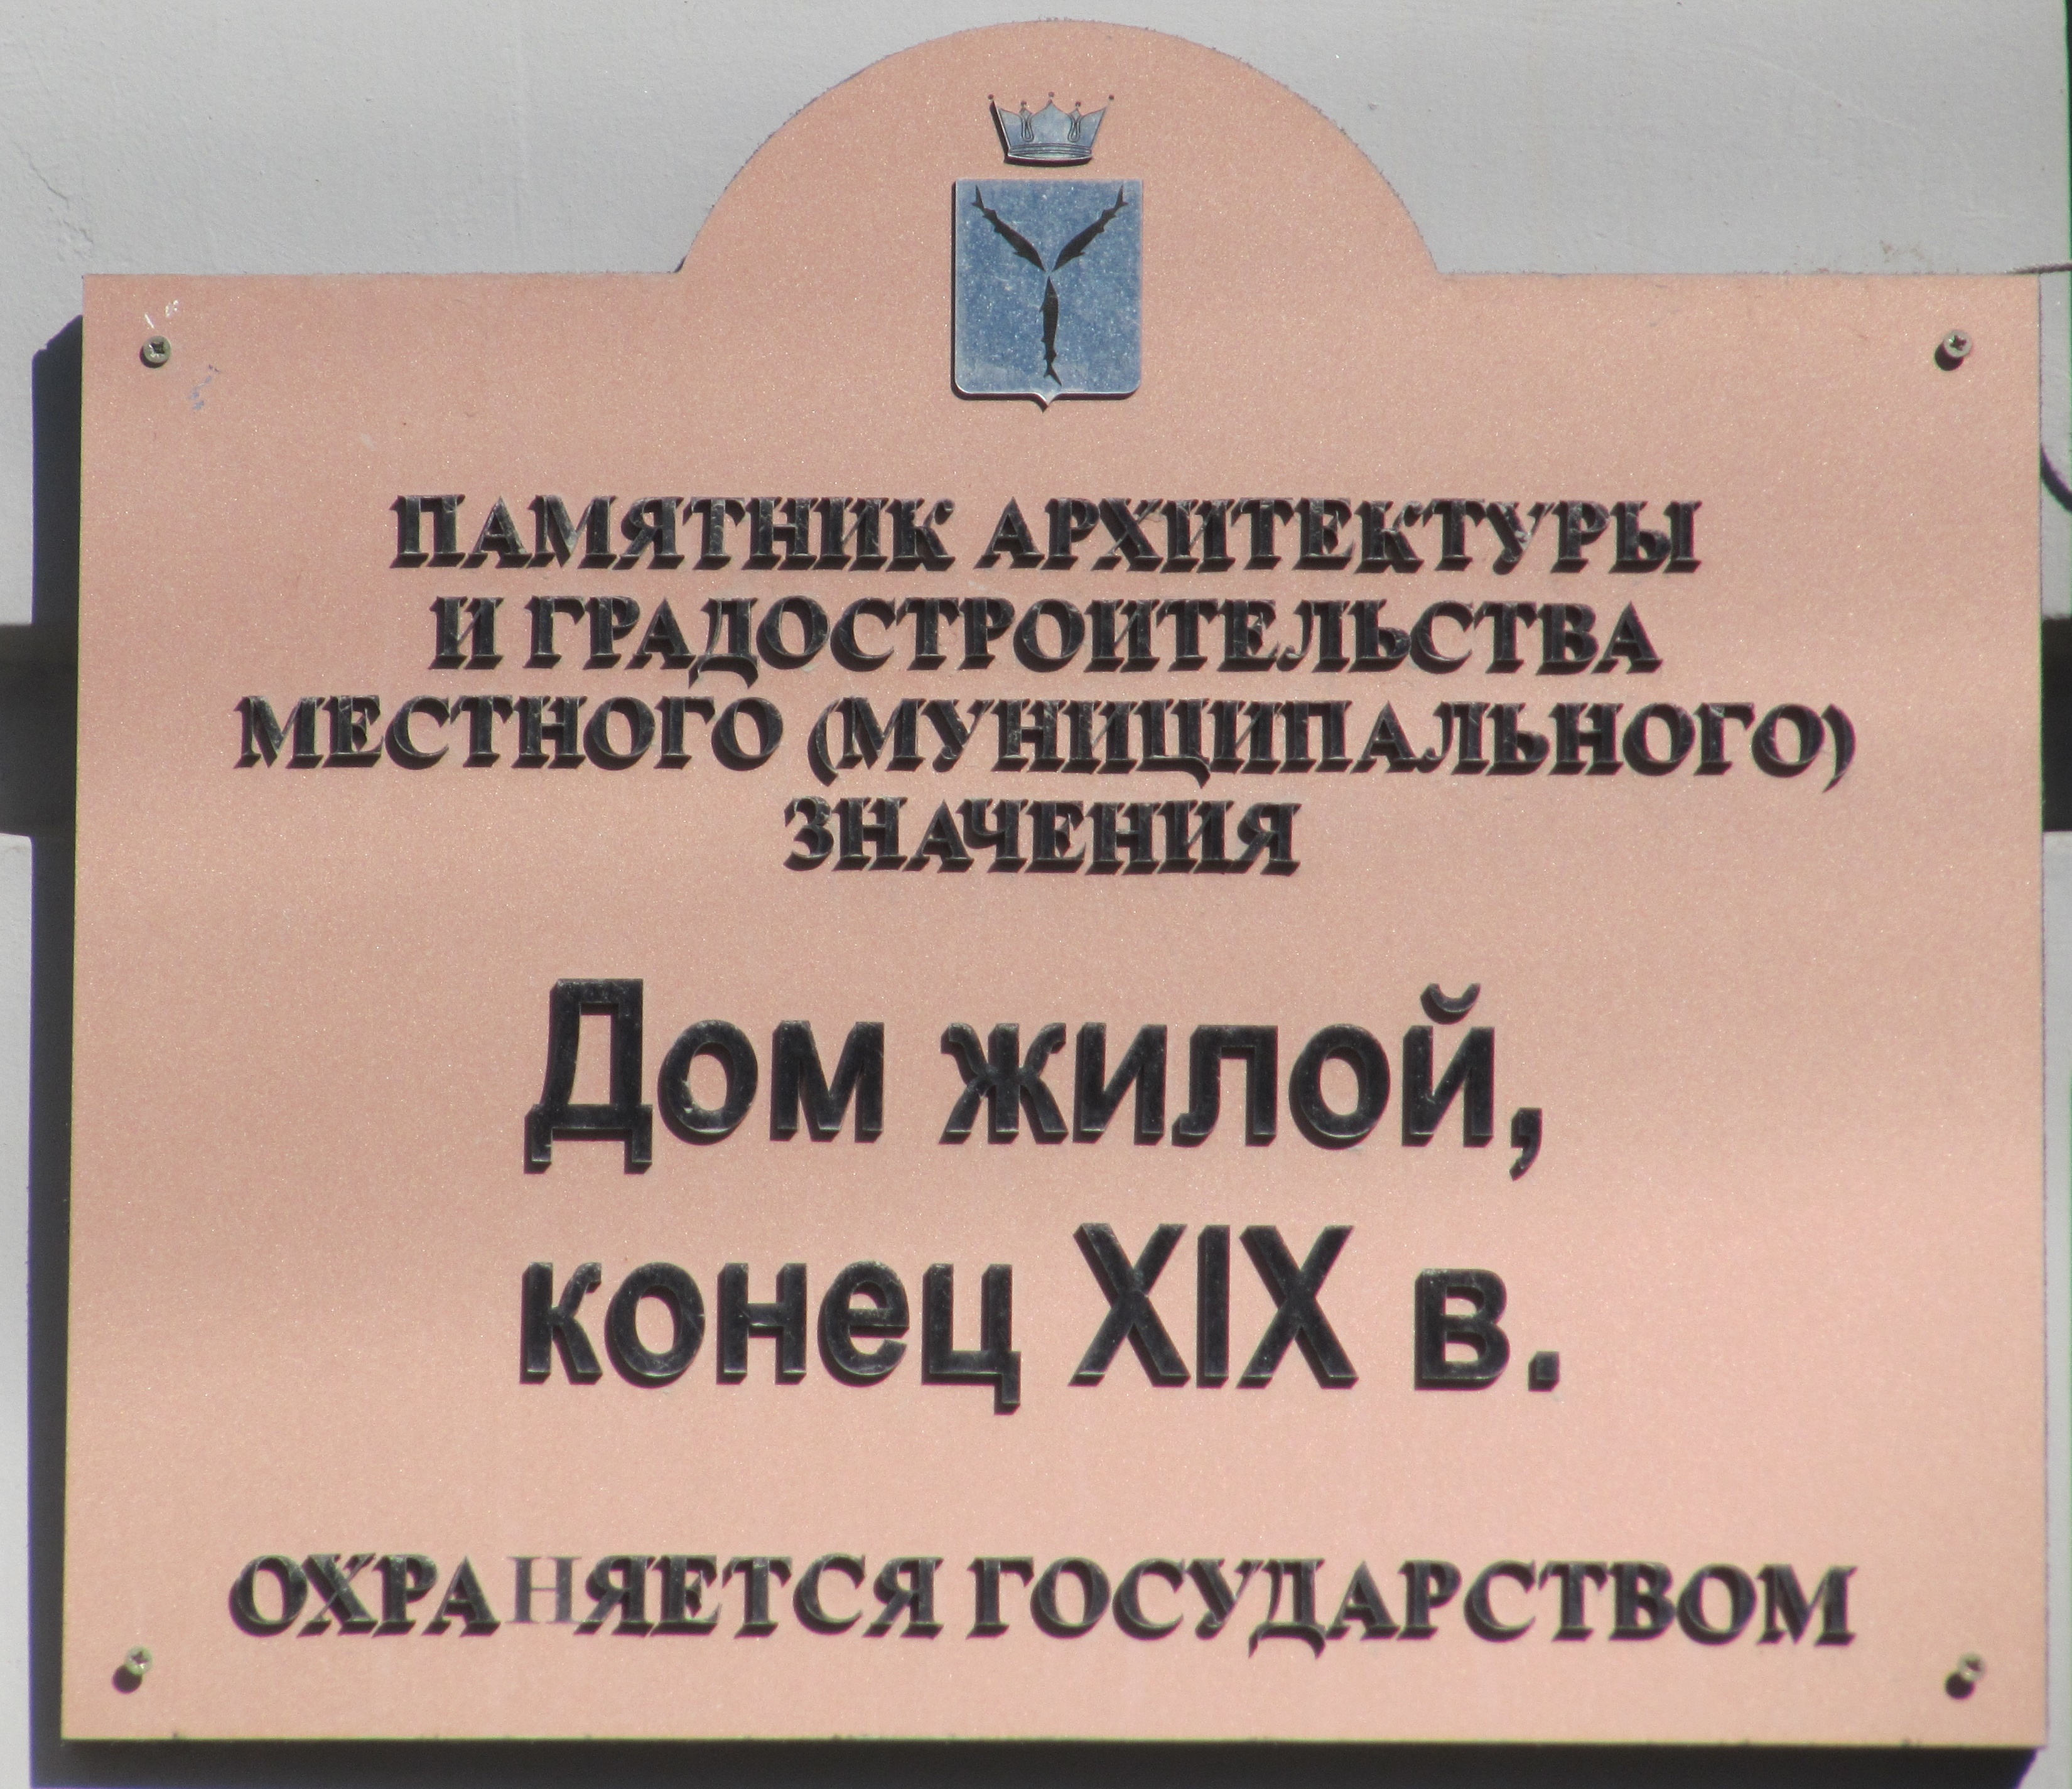 ПАМЯТНИК АРХИТЕКТУРЫ
И ГРАДОСТРОИТЕЛЬСТВА
МЕСТНОГО (МУНИЦИПАЛЬНОГО)
ЗНАЧЕНИЯ
Дом жилой,
конец XIX в.
ОХРАНЯЕТСЯ ГОСУДАРСТВОМ